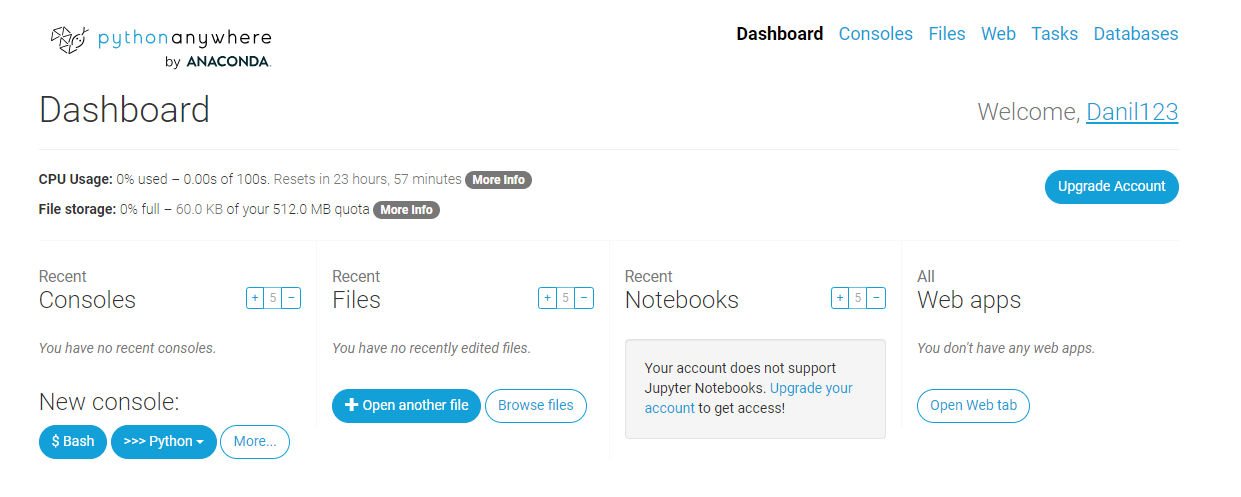 pythonanywhere
by ANACONDA.
Dashboard Consoles Files Web Tasks Databases
Dashboard
Welcome, Danil123
CPU Usage: 0% used – 0.00s of 100s. Resets in 23 hours, 57 minutes More Info
Upgrade Account
File storage: 0% full – 60.0 KB of your 512.0 MB quota More Info
Recent
Consoles
+ 5 −
You have no recent consoles.
New console:
$ Bash >>> Python More...
Recent
Files
+ 5 −
You have no recently edited files.
+ Open another file Browse files
Recent
Notebooks
+ 5 −
Your account does not support
Jupyter Notebooks. Upgrade your
account to get access!
All
Web apps
You don't have any web apps.
Open Web tab